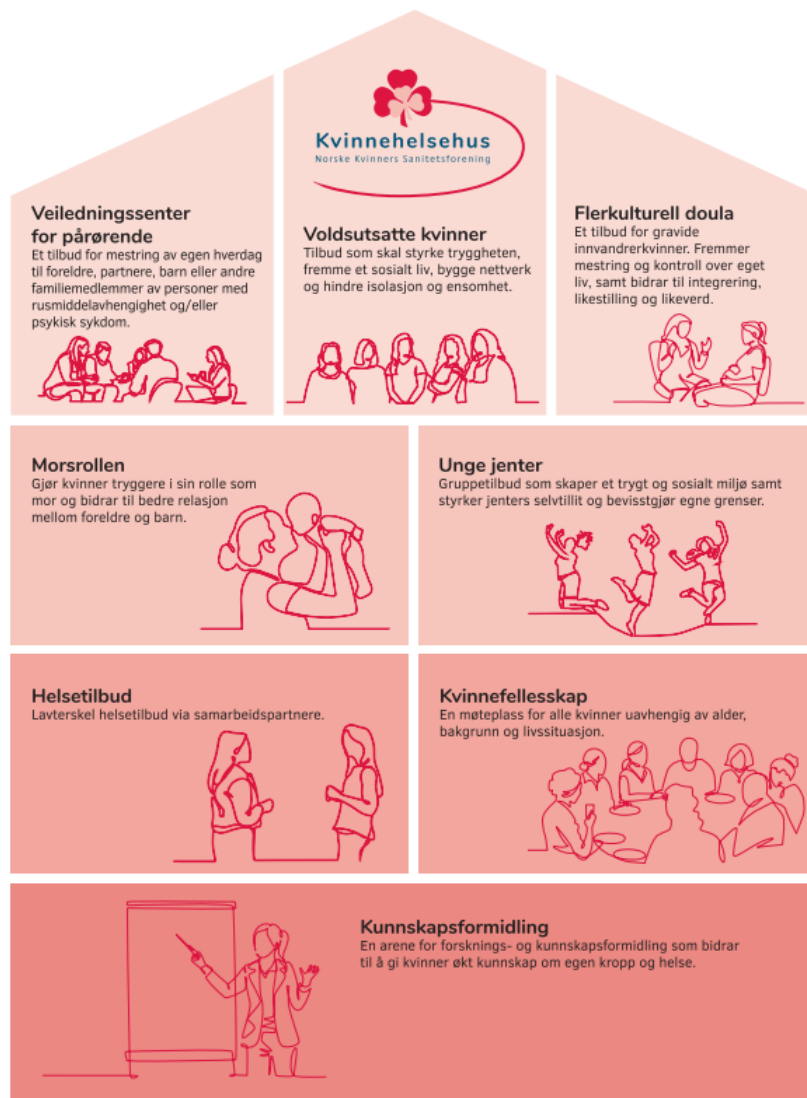 Kvinnehelsehus
Norske Kvinners Sanitetsforening
Veiledningssenter
for pårørende
Et tilbud for mestring av egen hverdag
til foreldre, partnere, barn eller andre
familiemedlemmer av personer med
rusmiddelavhengighet og/eller
psykisk sykdom.
Voldsutsatte kvinner
Tilbud som skal styrke tryggheten,
fremme et sosialt liv, bygge nettverk
og hindre isolasjon og ensomhet.
Flerkulturell doula
Et tilbud for gravide
innvandrerkvinner. Fremmer
mestring og kontroll over eget
liv, samt bidrar til integrering,
likestilling og likeverd.
Morsrollen
Gjør kvinner tryggere i sin rolle som
mor og bidrar til bedre relasjon
mellom foreldre og barn.
Unge jenter
Gruppetilbud som skaper et trygt og sosialt miljø samt
styrker jenters selvtillit og bevisstgjør egne grenser.
Helsetilbud
Lavterskel helsetilbud via samarbeidspartnere.
Kvinnefellesskap
En møteplass for alle kvinner uavhengig av alder,
bakgrunn og livssituasjon.
Kunnskapsformidling
En arene for forsknings- og kunnskapsformidling som bidrar
til å gi kvinner økt kunnskap om egen kropp og helse.